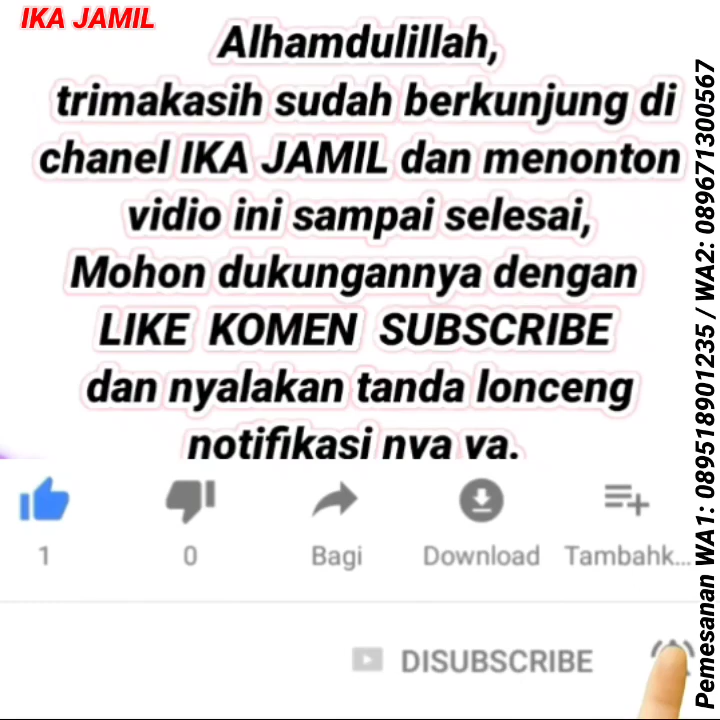 IKA JAMIL
Alhamdulillah,
trimakasih sudah berkunjung di
chanel IKA JAMIL dan menonton
vidio ini sampai selesai,
Mohon dukungannya dengan
LIKE KOMEN SUBSCRIBE
dan nyalakan tanda lonceng
notifikasi nya ya.
1
0
Bagi
Download
Tambahk...
DISUBSCRIBE
Pemesanan WA1: 089518901235 / WA2: 089671300567